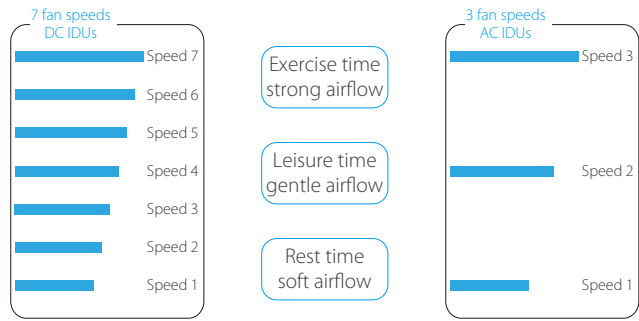 7 fan speeds
DC IDUs
Speed 7
Speed 6
Speed 5
Speed 4
Speed 3
Speed 2
Speed 1
Exercise time
strong airflow
Leisure time
gentle airflow
Rest time
soft airflow
3 fan speeds
AC IDUs
Speed 3
Speed 2
Speed 1